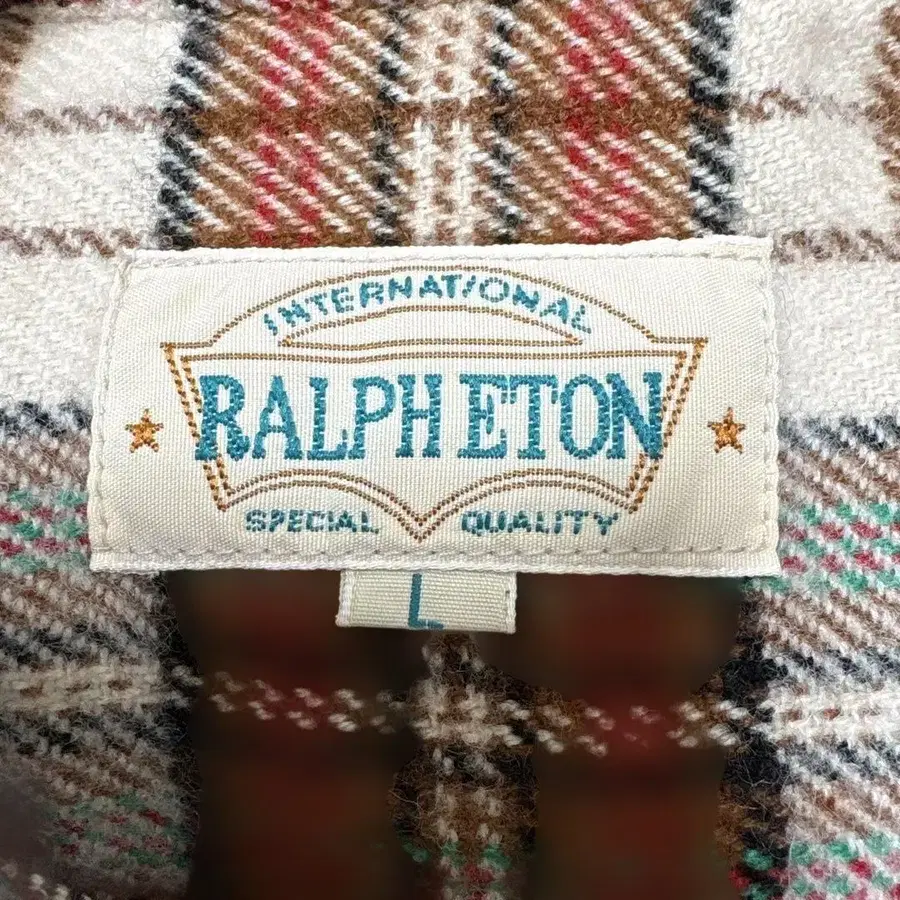 INTERNATIONAL
RALPH ETON
SPECIAL QUALITY
L